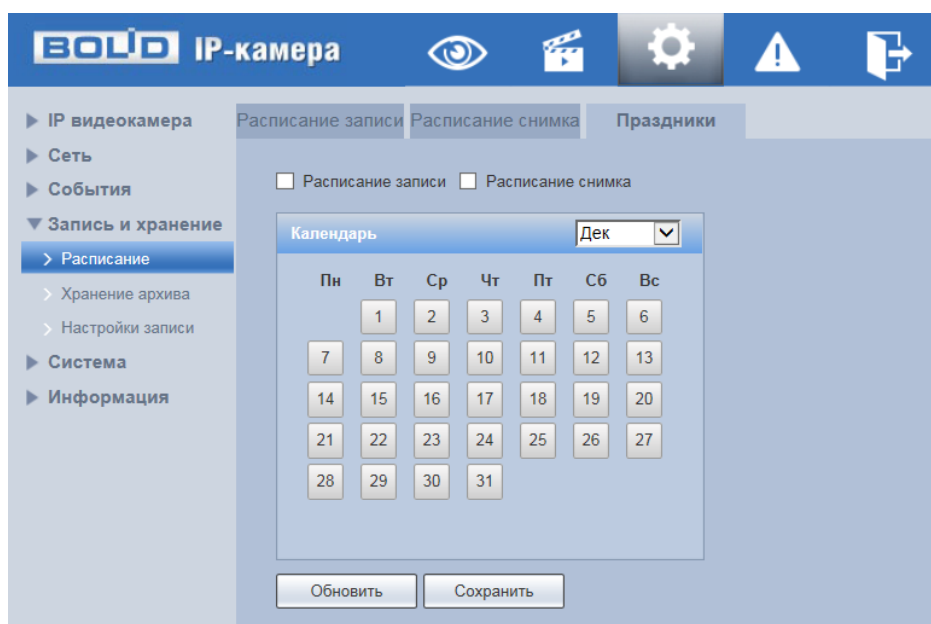 BOLID IP-камера
IP видеокамера
Сеть
События
Запись и хранение
Расписание
Хранение архива
Настройки записи
Система
Информация
Расписание записи Расписание снимка Праздники
Расписание записи Расписание снимка
Календарь Дек
Пн Вт Ср Чт Пт Сб Вс
1 2 3 4 5 6
7 8 9 10 11 12 13
14 15 16 17 18 19 20
21 22 23 24 25 26 27
28 29 30 31
Обновить Сохранить